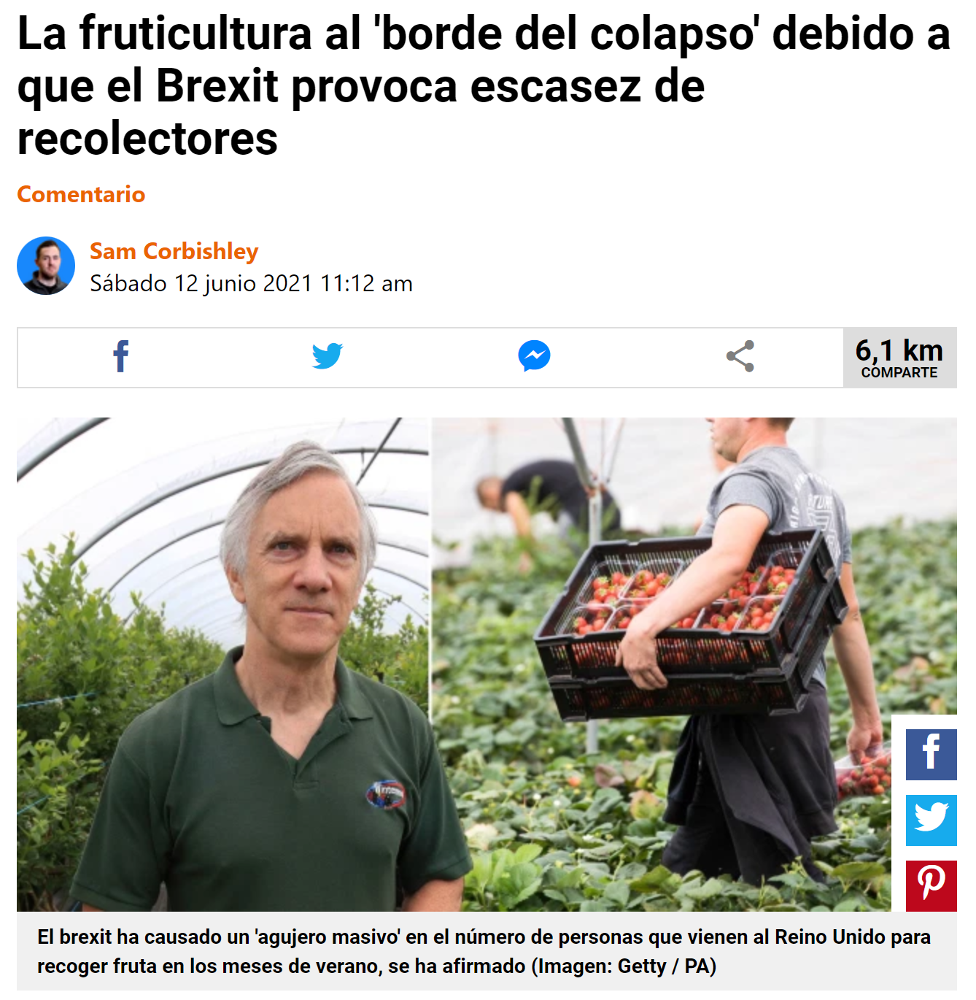 La fruticultura al 'borde del colapso' debido a
que el Brexit provoca escasez de
recolectores
Comentario
Sam Corbishley
Sábado 12 junio 2021 11:12 am
6,1 km
COMPARTE
El brexit ha causado un 'agujero masivo' en el número de personas que vienen al Reino Unido para
recoger fruta en los meses de verano, se ha afirmado (Imagen: Getty / PA)